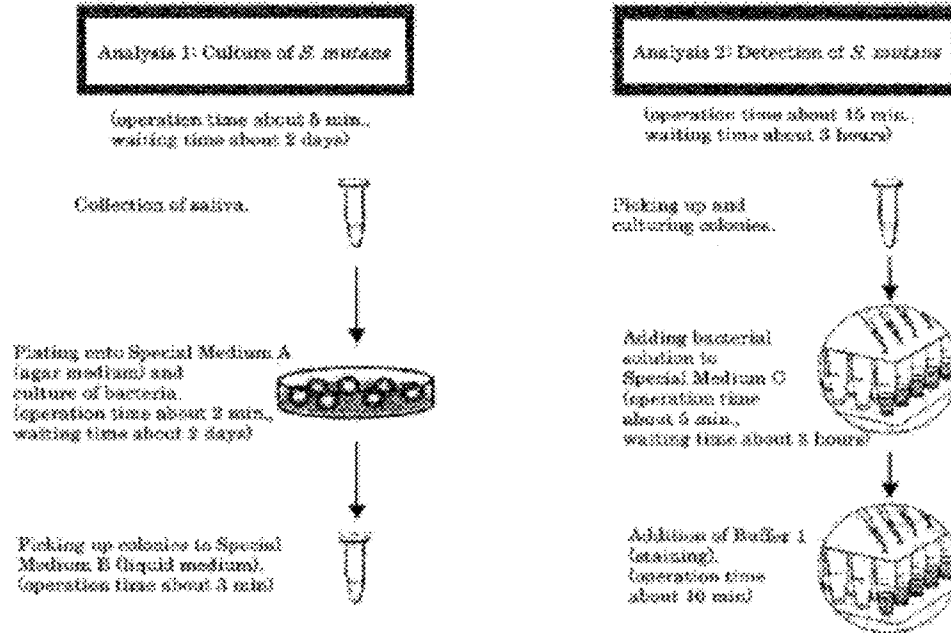 Analysis 1: Culture of S. mutans
(operation time about 5 min.,
waiting time about 2 days)
Collection of saliva.
Plating onto Special Medium A
(agar medium) and
culture of bacteria.
(operation time about 2 min.,
waiting time about 2 days)
Picking up colonies to Special
Medium B (liquid medium).
(operation time about 3 min)
Analysis 2: Detection of S. mutans
(operation time about 15 min.,
waiting time about 3 hours)
Picking up and
culturing colonies.
Adding bacterial
solution to
Special Medium C
(operation time
about 5 min.,
waiting time about 3 hours)
Addition of Buffer 1
(staining).
(operation time
about 10 min)